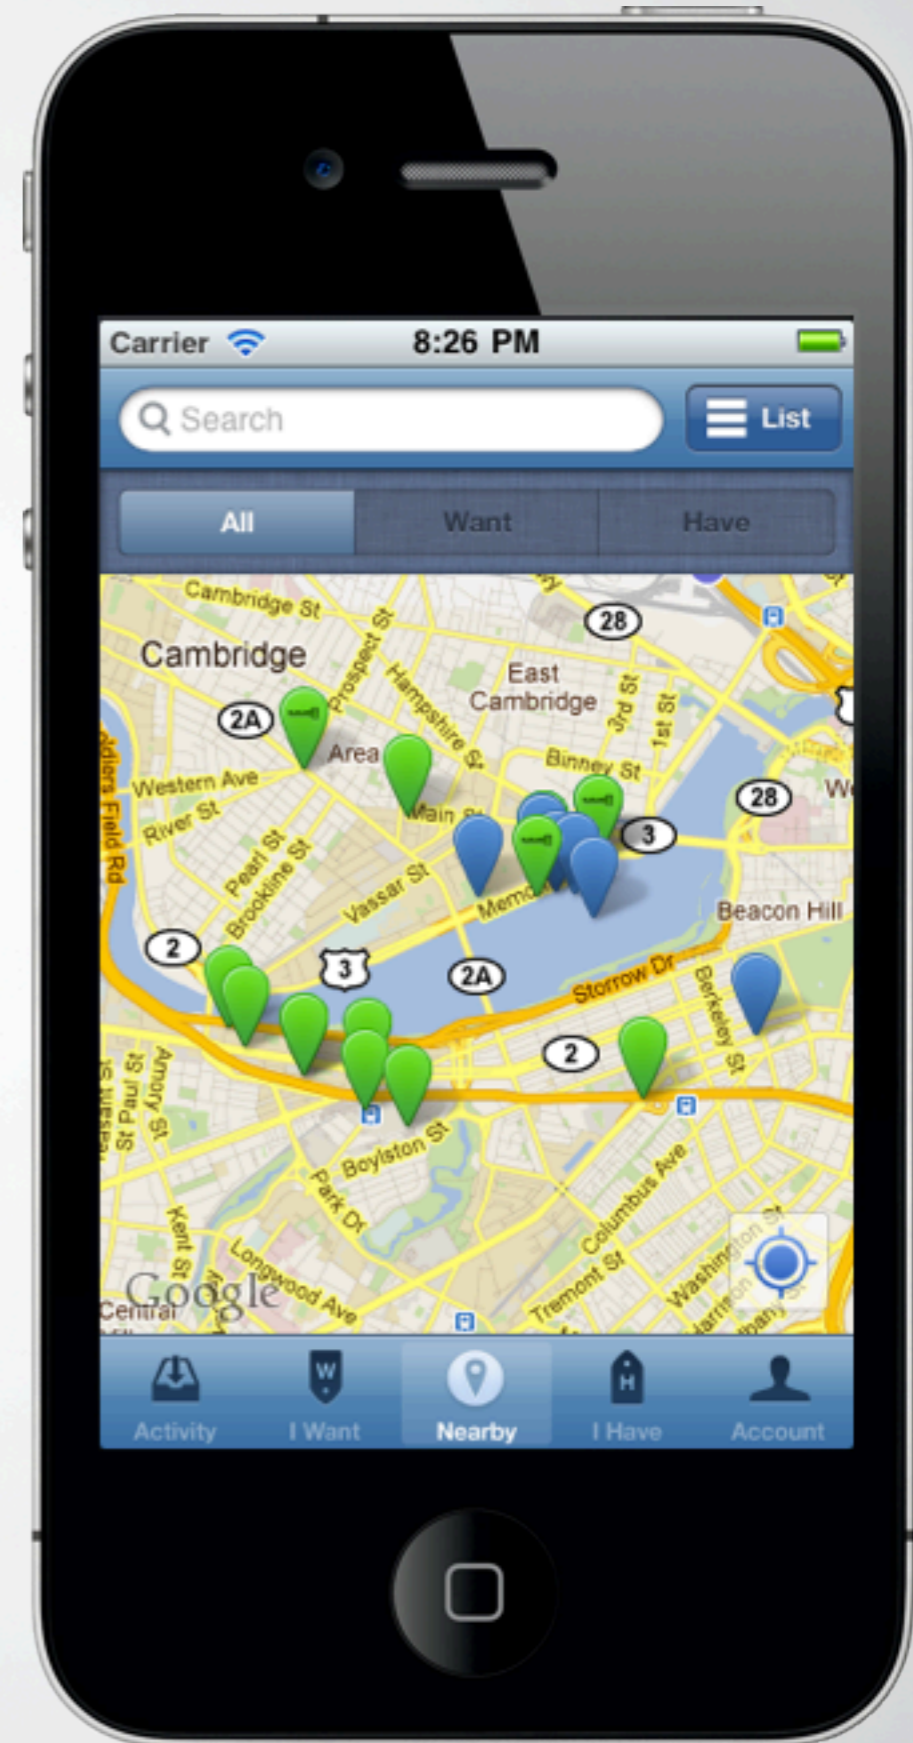 Carrier 8:26 PM
Search List
All Want Have
Cambridge St
28
Cambridge
Prospect St
Hampshire St
East
Cambridge
3rd St
1st St
2A
Area
Binney St
Western Ave
Main St
28
River St
3
Pearl St
Brookline St
Vassar St
Beacon Hill
2
3
2A
Storrow Dr
Berkeley St
2
St Paul St
Amory St
Boylston St
Park Dr
Columbus Ave
Kent St
Longwood Ave
Tremont St
Google
Central
W
H
Activity I Want Nearby I Have Account